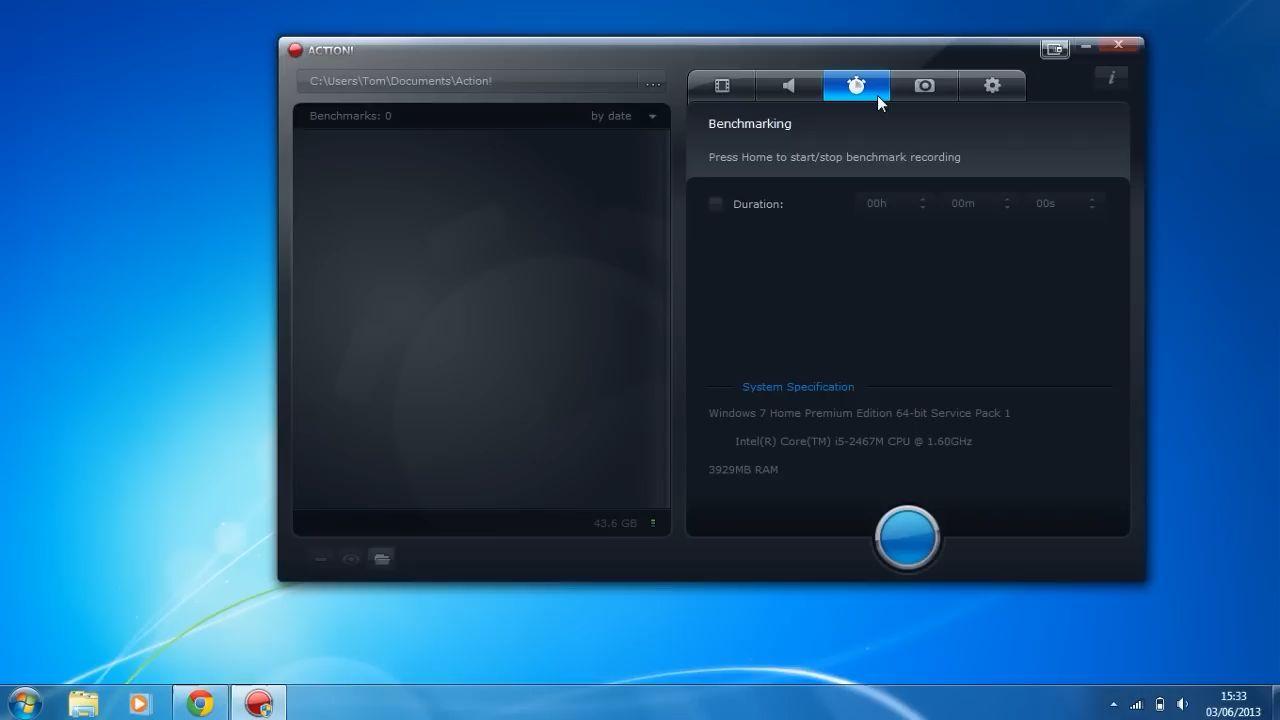 ACTION!
C:\Users\Tom\Documents\Action! ...
Benchmarks: 0 by date
Benchmarking
Press Home to start/stop benchmark recording
Duration: 00h 00m 00s
System Specification
Windows 7 Home Premium Edition 64-bit Service Pack 1
Intel(R) Core(TM) i5-2467M CPU @ 1.60GHz
3929MB RAM
43.6 GB
15:33
03/06/2013